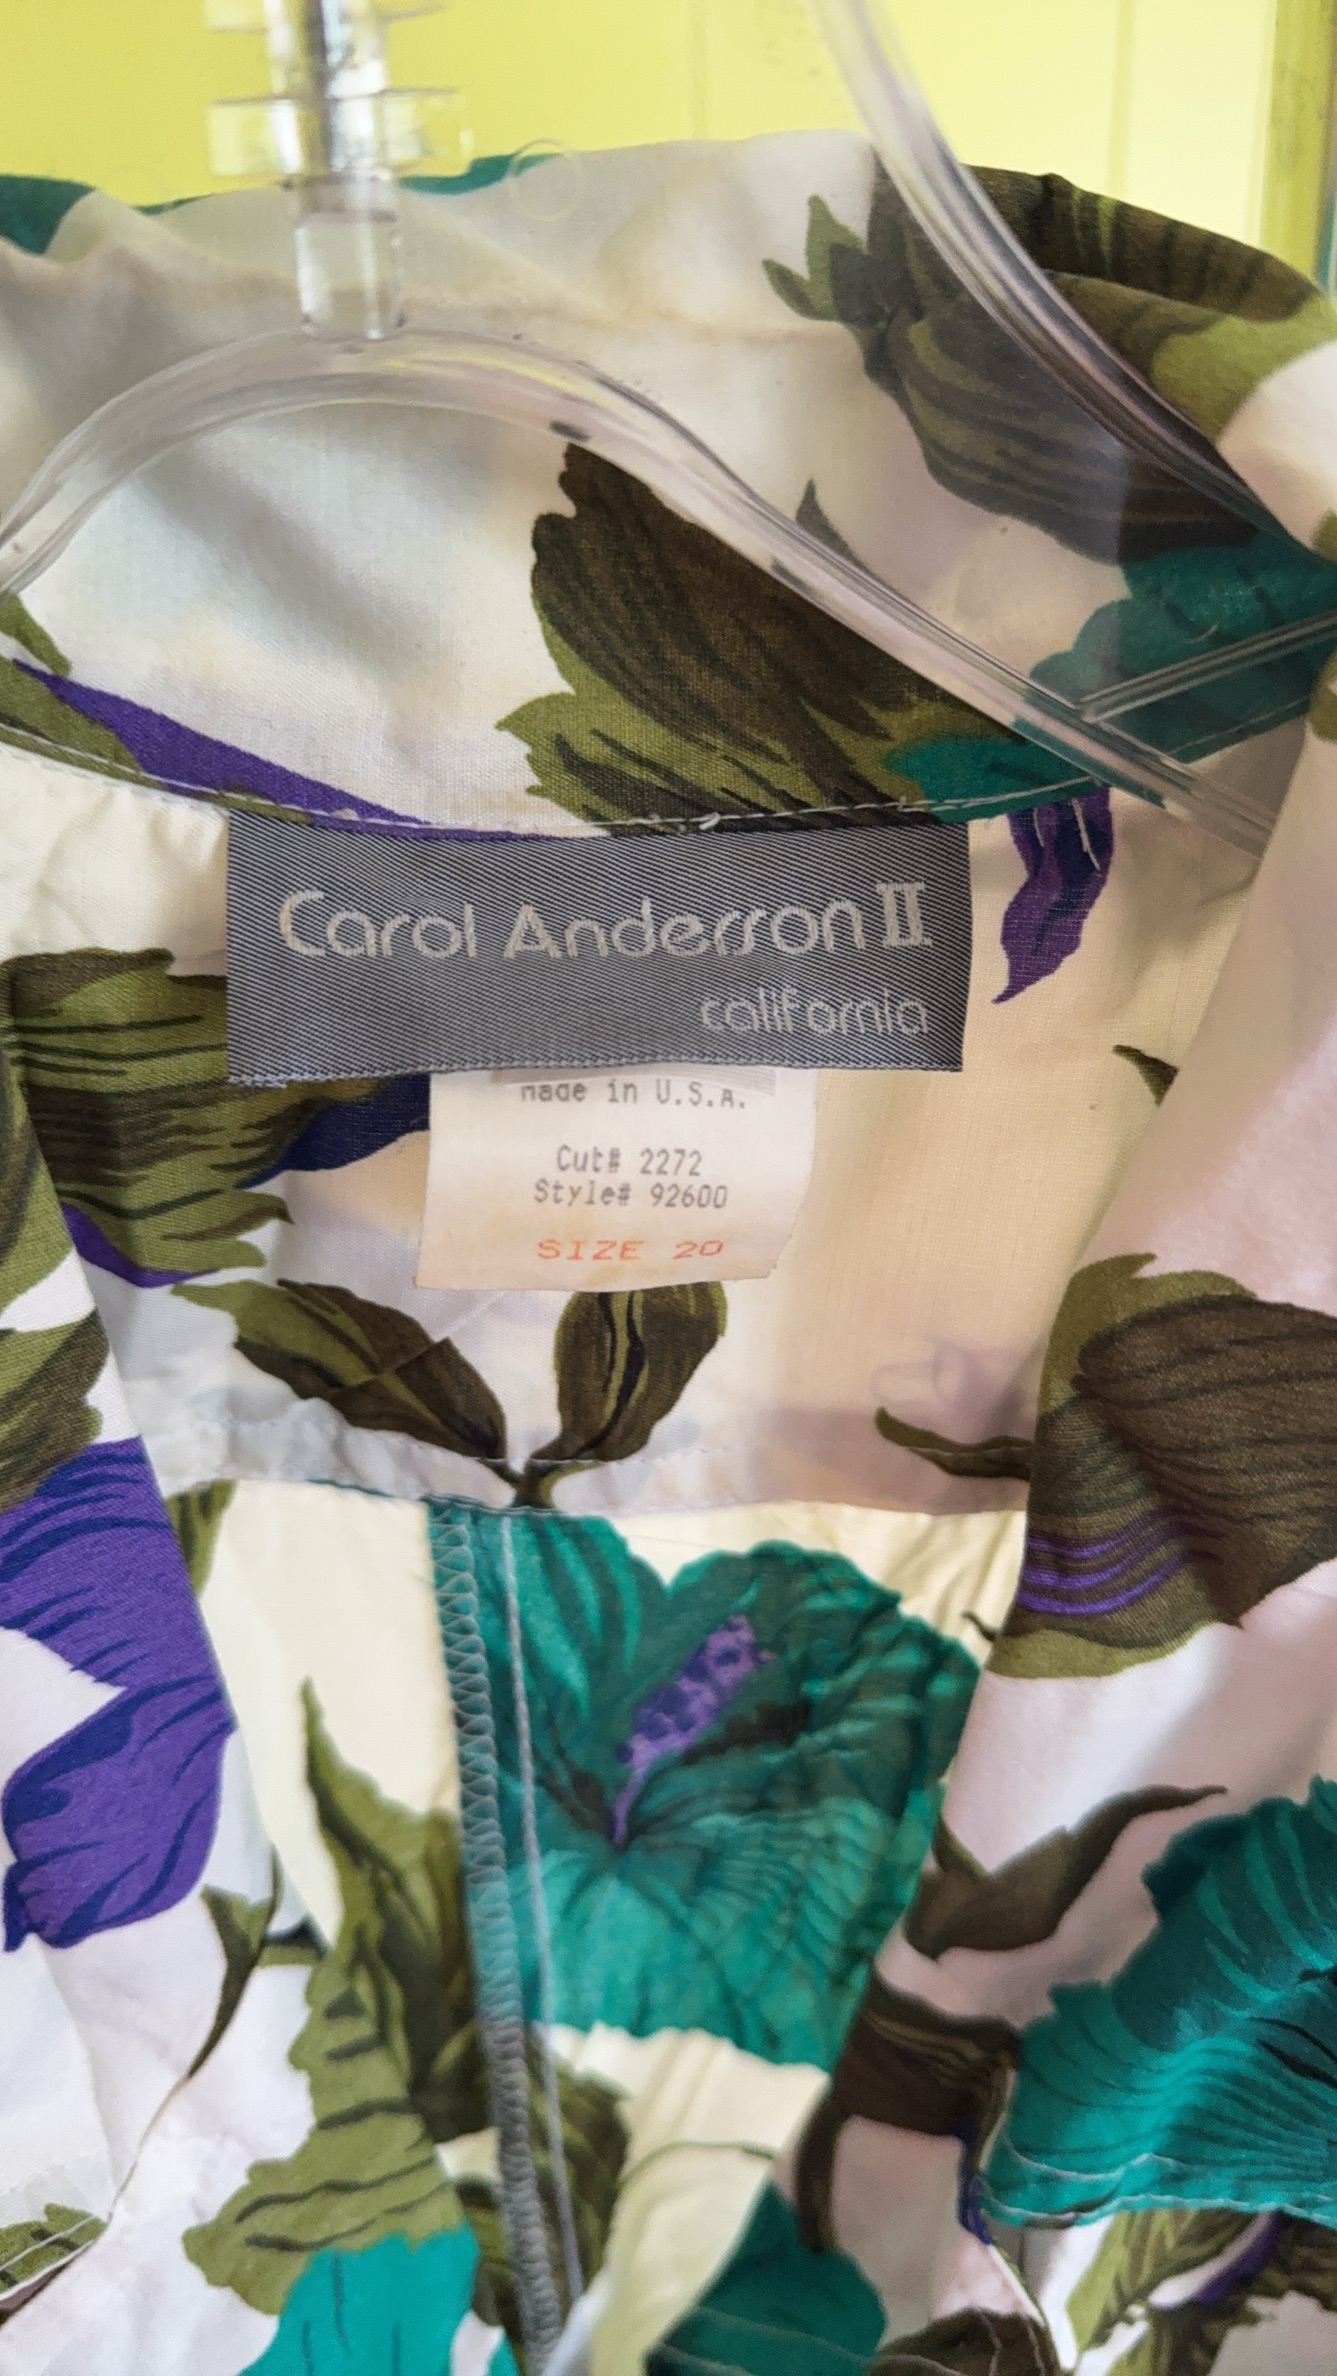 Carol Anderson II
california
made in U.S.A.
Cut# 2272
Style# 92600
SIZE 20